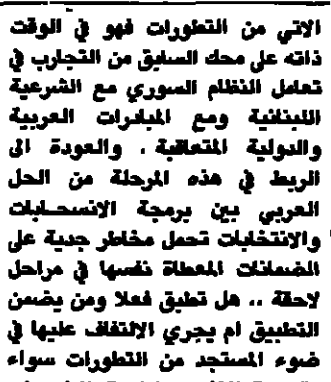 الاتي من التطورات فهو في الوقت
ذاته على محك السابق من التجارب في
تعامل النظام السوري مع الشرعية
اللبنانية ومع المبادرات العربية
والدولية المتعاقبة . والعودة الى
الربط في هذه المرحلة من الحل
العربي بين برمجة الانسحابات
والانتخابات تحمل مخاطر جدية على
الضمانات المعطاة نفسها في مراحل
لاحقة .. هل تطبق فعلا ومن يضمن
التطبيق ام يجري الالتفاف عليها في
ضوء المستجد من التطورات سواء